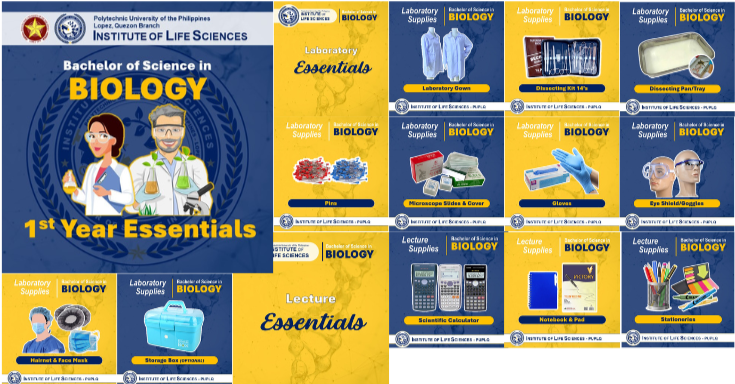 Polytechnic University of the Philippines
Lopez, Quezon Branch
INSTITUTE OF LIFE SCIENCES
Bachelor of Science in
BIOLOGY
1st Year Essentials
INSTITUTE OF
LIFE SCIENCES
Bachelor of Science in
BIOLOGY
Laboratory
Essentials
Laboratory
Supplies
Bachelor of Science in
BIOLOGY
Laboratory Gown
INSTITUTE OF LIFE SCIENCES - PUPLQ
Laboratory
Supplies
Bachelor of Science in
BIOLOGY
Dissecting Kit 14's
INSTITUTE OF LIFE SCIENCES - PUPLQ
Laboratory
Supplies
Bachelor of Science in
BIOLOGY
Dissecting Pan/Tray
INSTITUTE OF LIFE SCIENCES - PUPLQ
Laboratory
Supplies
Bachelor of Science in
BIOLOGY
Pins
INSTITUTE OF LIFE SCIENCES - PUPLQ
Laboratory
Supplies
Bachelor of Science in
BIOLOGY
Microscope Slides & Cover
INSTITUTE OF LIFE SCIENCES - PUPLQ
Laboratory
Supplies
Bachelor of Science in
BIOLOGY
Gloves
INSTITUTE OF LIFE SCIENCES - PUPLQ
Laboratory
Supplies
Bachelor of Science in
BIOLOGY
Eye Shield/Goggles
INSTITUTE OF LIFE SCIENCES - PUPLQ
INSTITUTE OF
LIFE SCIENCES
Bachelor of Science in
BIOLOGY
Lecture
Essentials
Lecture
Supplies
Bachelor of Science in
BIOLOGY
Scientific Calculator
INSTITUTE OF LIFE SCIENCES - PUPLQ
Lecture
Supplies
Bachelor of Science in
BIOLOGY
VICTORY
Notebook & Pad
INSTITUTE OF LIFE SCIENCES - PUPLQ
Lecture
Supplies
Bachelor of Science in
BIOLOGY
Stationeries
INSTITUTE OF LIFE SCIENCES - PUPLQ
Laboratory
Supplies
Bachelor of Science in
BIOLOGY
Hairnet & Face Mask
INSTITUTE OF LIFE SCIENCES - PUPLQ
Laboratory
Supplies
Bachelor of Science in
BIOLOGY
Storage Box (OPTIONAL)
INSTITUTE OF LIFE SCIENCES - PUPLQ